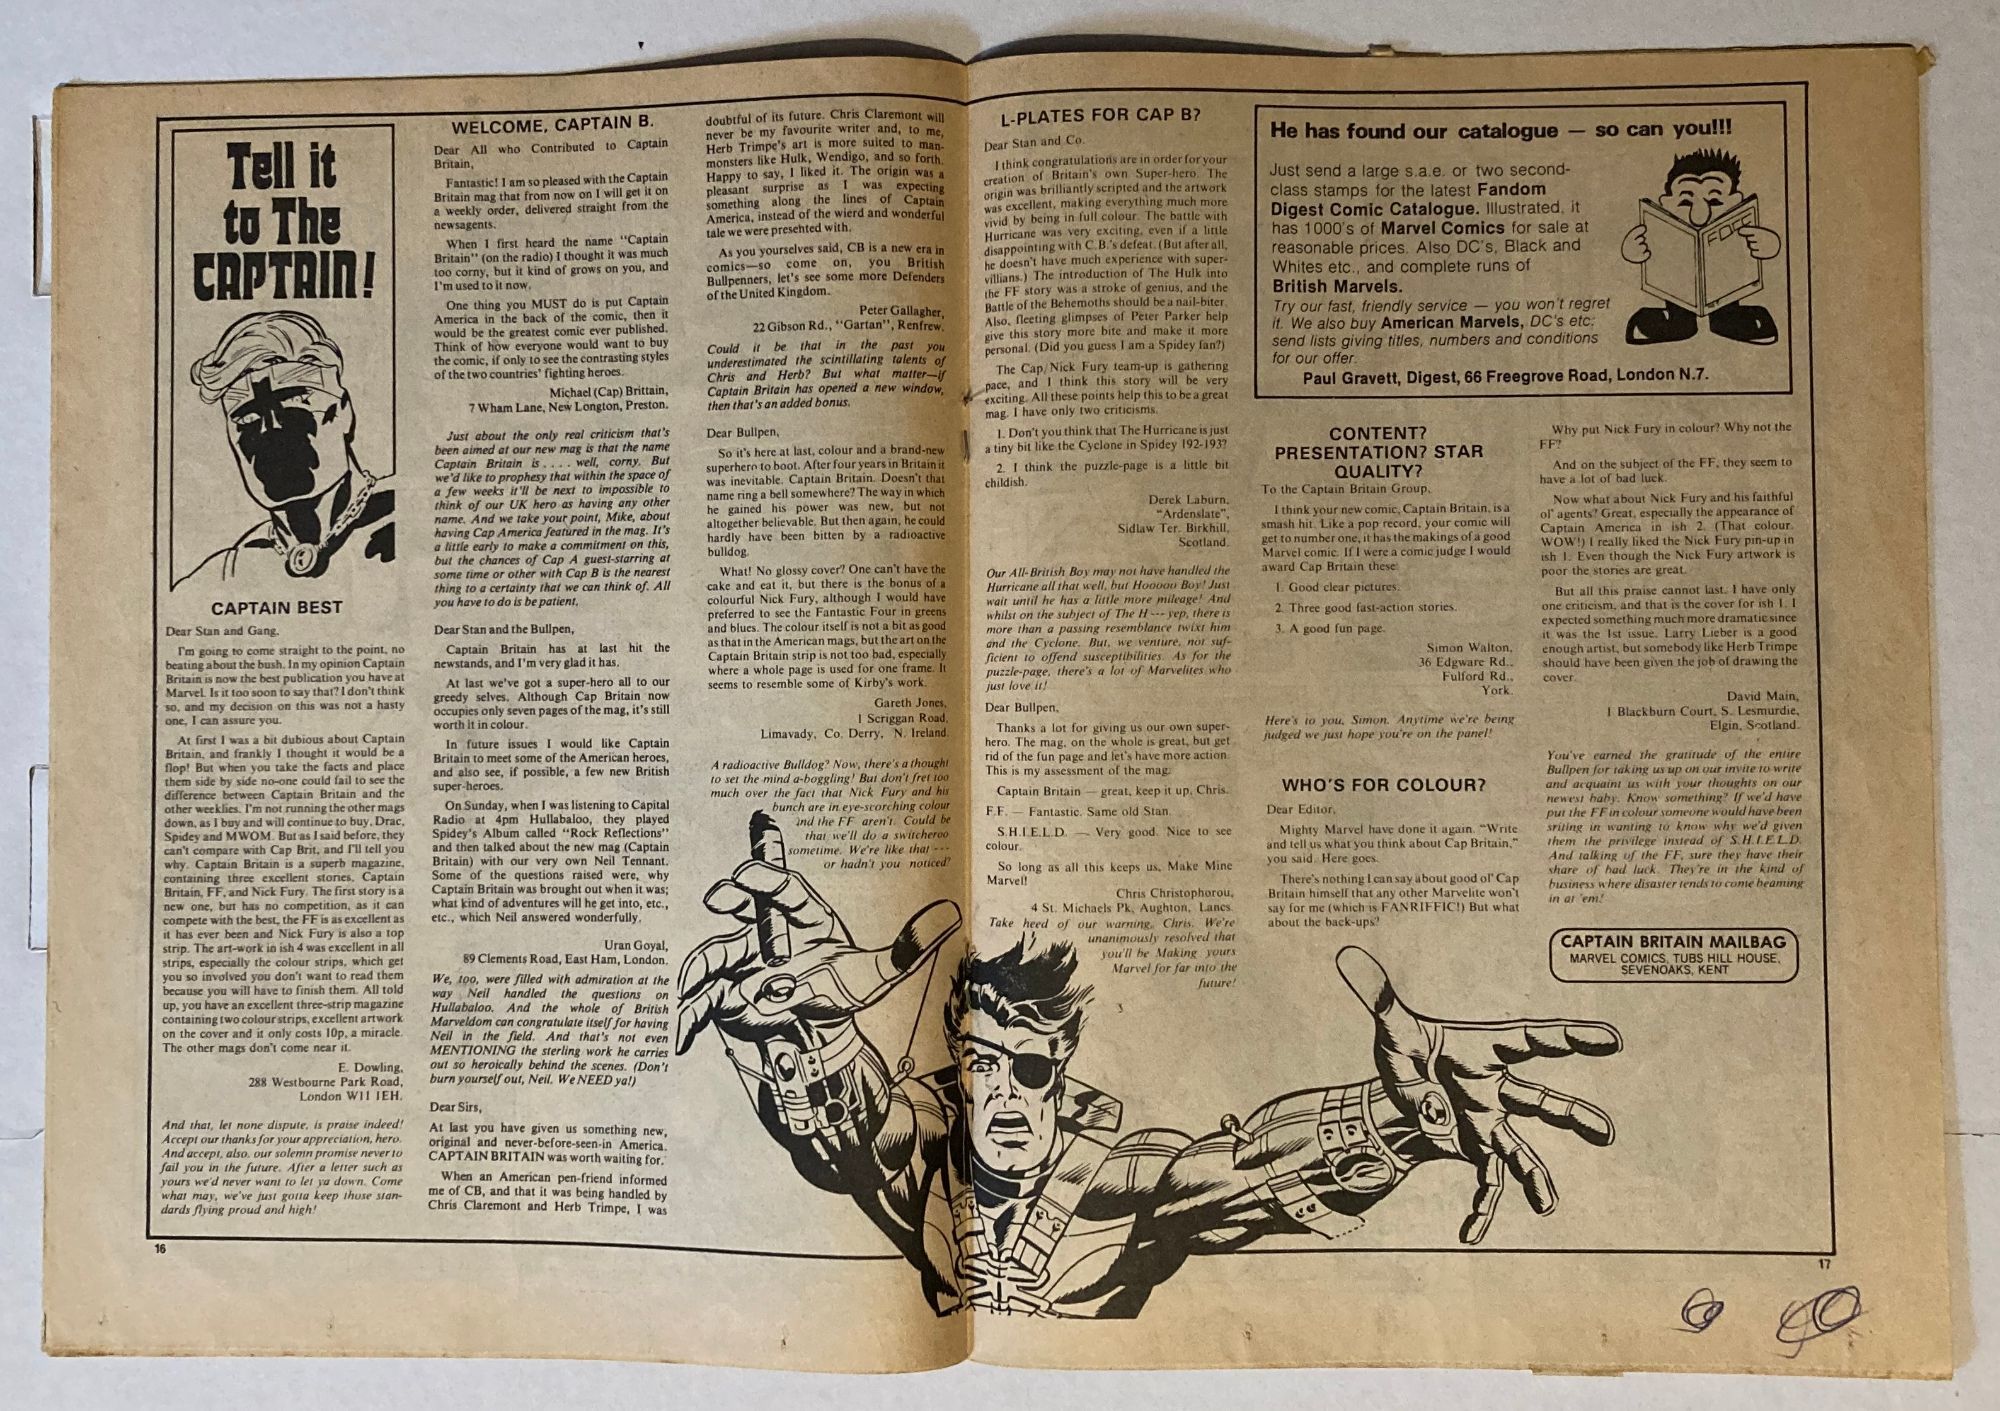 Tell it
to The
CAPTAIN!
CAPTAIN BEST
Dear Stan and Gang,
I'm going to come straight to the point, no
beating about the bush. In my opinion Captain
Britain is now the best publication you have at
Marvel. Is it too soon to say that? I don't think
so, and my decision on this was not a hasty
one, I can assure you.
At first I was a bit dubious about Captain
Britain, and frankly I thought it would be a
flop! But when you take the facts and place
them side by side no-one could fail to see the
difference between Captain Britain and the
other weeklies. I'm not running the other mags
down, as I buy and will continue to buy, Drac,
Spidey and MWOM. But as I said before, they
can't compare with Cap Brit, and I'll tell you
why. Captain Britain is a superb magazine,
containing three excellent stories, Captain
Britain, FF, and Nick Fury. The first story is a
new one, but has no competition, as it can
compete with the best, the FF is as excellent as
it has ever been and Nick Fury is also a top
strip. The art-work in ish 4 was excellent in all
strips, especially the colour strips, which get
you so involved you don't want to read them
because you will have to finish them. All told
up, you have an excellent three-strip magazine
containing two colour strips, excellent artwork
on the cover and it only costs 10p, a miracle.
The other mags don't come near it.
E. Dowling,
288 Westbourne Park Road,
London W11 1EH.
And that, let none dispute, is praise indeed!
Accept our thanks for your appreciation, hero.
And accept, also, our solemn promise never to
fail you in the future. After a letter such as
yours we'd never want to let ya down. Come
what may, we've just gotta keep those stan-
dards flying proud and high!
16
WELCOME, CAPTAIN B.
Dear All who Contributed to Captain
Britain,
Fantastic! I am so pleased with the Captain
Britain mag that from now on I will get it on
a weekly order, delivered straight from the
newsagents.
When I first heard the name "Captain
Britain" (on the radio) I thought it was much
too corny, but it kind of grows on you, and
I'm used to it now.
One thing you MUST do is put Captain
America in the back of the comic, then it
would be the greatest comic ever published.
Think of how everyone would want to buy
the comic, if only to see the contrasting styles
of the two countries' fighting heroes.
Michael (Cap) Brittain,
7 Wham Lane, New Longton, Preston.
Just about the only real criticism that's
been aimed at our new mag is that the name
Captain Britain is . . . . well, corny. But
we'd like to prophesy that within the space of
a few weeks it'll be next to impossible to
think of our UK hero as having any other
name. And we take your point, Mike, about
having Cap America featured in the mag. It's
a little early to make a commitment on this,
but the chances of Cap A guest-starring at
some time or other with Cap B is the nearest
thing to a certainty that we can think of. All
you have to do is be patient.
Dear Stan and the Bullpen,
Captain Britain has at last hit the
newstands, and I'm very glad it has.
At last we've got a super-hero all to our
greedy selves. Although Cap Britain now
occupies only seven pages of the mag, it's still
worth it in colour.
In future issues I would like Captain
Britain to meet some of the American heroes,
and also see, if possible, a few new British
super-heroes.
On Sunday, when I was listening to Capital
Radio at 4pm Hullabaloo, they played
Spidey's Album called "Rock Reflections"
and then talked about the new mag (Captain
Britain) with our very own Neil Tennant.
Some of the questions raised were, why
Captain Britain was brought out when it was;
what kind of adventures will he get into, etc.,
etc., which Neil answered wonderfully.
Uran Goyal,
89 Clements Road, East Ham, London.
We, too, were filled with admiration at the
way Neil handled the questions on
Hullabaloo. And the whole of British
Marveldom can congratulate itself for having
Neil in the field. And that's not even
MENTIONING the sterling work he carries
out so heroically behind the scenes. (Don't
burn yourself out, Neil. We NEED ya!)
Dear Sirs,
At last you have given us something new,
original and never-before-seen-in America.
CAPTAIN BRITAIN was worth waiting for.
When an American pen-friend informed
me of CB, and that it was being handled by
Chris Claremont and Herb Trimpe, I was
doubtful of its future. Chris Claremont will
never be my favourite writer and, to me,
Herb Trimpe's art is more suited to man-
monsters like Hulk, Wendigo, and so forth.
Happy to say, I liked it. The origin was a
pleasant surprise as I was expecting
something along the lines of Captain
America, instead of the wierd and wonderful
tale we were presented with.
As you yourselves said, CB is a new era in
comics—so come on, you British
Bullpenners, let's see some more Defenders
of the United Kingdom.
Peter Gallagher,
22 Gibson Rd., "Gartan", Renfrew.
Could it be that in the past you
underestimated the scintillating talents of
Chris and Herb? But what matter—if
Captain Britain has opened a new window,
then that's an added bonus.
Dear Bullpen,
So it's here at last, colour and a brand-new
superhero to boot. After four years in Britain it
was inevitable. Captain Britain. Doesn't that
name ring a bell somewhere? The way in which
he gained his power was new, but not
altogether believable. But then again, he could
hardly have been bitten by a radioactive
bulldog.
What! No glossy cover? One can't have the
cake and eat it, but there is the bonus of a
colourful Nick Fury, although I would have
preferred to see the Fantastic Four in greens
and blues. The colour itself is not a bit as good
as that in the American mags, but the art on the
Captain Britain strip is not too bad, especially
where a whole page is used for one frame. It
seems to resemble some of Kirby's work.
Gareth Jones,
1 Scriggan Road,
Limavady, Co. Derry, N. Ireland.
A radioactive Bulldog? Now, there's a thought
to set the mind a-boggling! But don't fret too
much over the fact that Nick Fury and his
bunch are in eye-scorching colour
and the FF aren't. Could be
that we'll do a switcheroo
sometime. We're like that ---
or hadn't you noticed?
L-PLATES FOR CAP B?
Dear Stan and Co.
I think congratulations are in order for your
creation of Britain's own Super-hero. The
origin was brilliantly scripted and the artwork
was excellent, making everything much more
vivid by being in full colour. The battle with
Hurricane was very exciting, even if a little
disappointing with C.B.'s defeat. (But after all,
he doesn't have much experience with super-
villians.) The introduction of The Hulk into
the FF story was a stroke of genius, and the
Battle of the Behemoths should be a nail-biter.
Also, fleeting glimpses of Peter Parker help
give this story more bite and make it more
personal. (Did you guess I am a Spidey fan?)
The Cap/Nick Fury team-up is gathering
pace, and I think this story will be very
exciting. All these points help this to be a great
mag. I have only two criticisms.
1. Don't you think that The Hurricane is just
a tiny bit like the Cyclone in Spidey 192-193?
2. I think the puzzle-page is a little bit
childish.
Derek Laburn,
"Ardenslate",
Sidlaw Ter. Birkhill,
Scotland.
Our All-British Boy may not have handled the
Hurricane all that well, but Hooooo Boy! Just
wait until he has a little more mileage! And
whilst on the subject of The H --- yep, there is
more than a passing resemblance twixt him
and the Cyclone. But, we venture, not suf-
ficient to offend susceptibilities. As for the
puzzle-page, there's a lot of Marvelites who
just love it!
Dear Bullpen,
Thanks a lot for giving us our own super-
hero. The mag, on the whole is great, but get
rid of the fun page and let's have more action.
This is my assessment of the mag:
Captain Britain — great, keep it up, Chris.
F.F. — Fantastic. Same old Stan.
S.H.I.E.L.D. — Very good. Nice to see
colour.
So long as all this keeps us, Make Mine
Marvel!
Chris Christophorou,
4 St. Michaels Pk, Aughton, Lancs.
Take heed of our warning, Chris. We're
unanimously resolved that
you'll be Making yours
Marvel for far into the
future!
He has found our catalogue — so can you!!!
Just send a large s.a.e. or two second-
class stamps for the latest Fandom
Digest Comic Catalogue. Illustrated, it
has 1000's of Marvel Comics for sale at
reasonable prices. Also DC's, Black and
Whites etc., and complete runs of
British Marvels.
Try our fast, friendly service — you won't regret
it. We also buy American Marvels, DC's etc:
send lists giving titles, numbers and conditions
for our offer.
Paul Gravett, Digest, 66 Freegrove Road, London N.7.
CONTENT?
PRESENTATION? STAR
QUALITY?
To the Captain Britain Group,
I think your new comic, Captain Britain, is a
smash hit. Like a pop record, your comic will
get to number one, it has the makings of a good
Marvel comic. If I were a comic judge I would
award Cap Britain these:
1. Good clear pictures.
2. Three good fast-action stories.
3. A good fun page.
Simon Walton,
36 Edgware Rd.,
Fulford Rd.,
York.
Here's to you, Simon. Anytime we're being
judged we just hope you're on the panel!
WHO'S FOR COLOUR?
Dear Editor,
Mighty Marvel have done it again. "Write
and tell us what you think about Cap Britain,"
you said. Here goes.
There's nothing I can say about good ol' Cap
Britain himself that any other Marvelite won't
say for me (which is FANRIFFIC!) But what
about the back-ups?
Why put Nick Fury in colour? Why not the
FF?
And on the subject of the FF, they seem to
have a lot of bad luck.
Now what about Nick Fury and his faithful
ol' agents? Great, especially the appearance of
Captain America in ish 2. (That colour.
WOW!) I really liked the Nick Fury pin-up in
ish 1. Even though the Nick Fury artwork is
poor the stories are great.
But all this praise cannot last. I have only
one criticism, and that is the cover for ish 1. I
expected something much more dramatic since
it was the 1st issue. Larry Lieber is a good
enough artist, but somebody like Herb Trimpe
should have been given the job of drawing the
cover.
David Main,
1 Blackburn Court, S. Lesmurdie,
Elgin, Scotland.
You've earned the gratitude of the entire
Bullpen for taking us up on our invite to write
and acquaint us with your thoughts on our
newest baby. Know something? If we'd have
put the FF in colour someone would have been
sriting in wanting to know why we'd given
them the privilege instead of S.H.I.E.L.D.
And talking of the FF, sure they have their
share of bad luck. They're in the kind of
business where disaster tends to come beaming
in at 'em!
CAPTAIN BRITAIN MAILBAG
MARVEL COMICS, TUBS HILL HOUSE,
SEVENOAKS, KENT
17